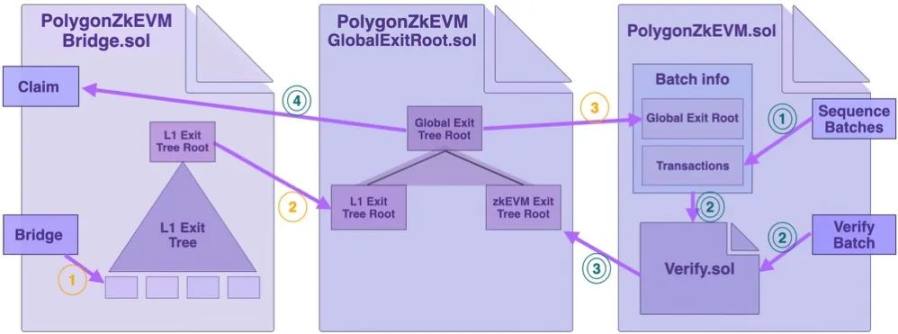 PolygonZkEVM
Bridge.sol
Claim
L1 Exit
Tree Root
L1 Exit
Tree
Bridge
1
2
PolygonZkEVM
GlobalExitRoot.sol
4
Global Exit
Tree Root
L1 Exit
Tree Root
zkEVM Exit
Tree Root
3
3
PolygonZkEVM.sol
Batch info
Global Exit Root
Transactions
1
Sequence
Batches
2
Verify.sol
2
Verify
Batch